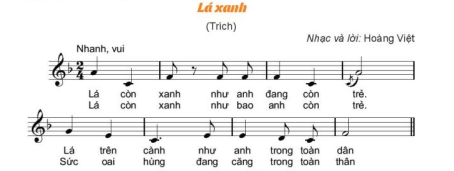 Lá xanh
(Trích)
Nhạc và lời: Hoàng Việt
Nhanh, vui
2
4
Lá còn xanh như anh đang còn trẻ.
Lá còn xanh như bao anh còn trẻ.
Lá trên cành như anh trong toàn dân
Sức oai hùng đang căng trong toàn thân